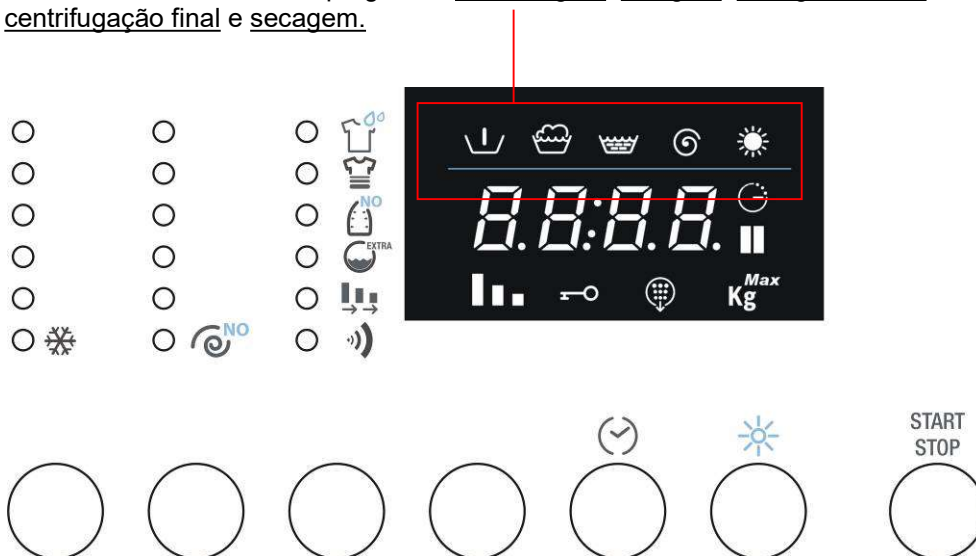 centrifugação final e secagem.
NO
EXTRA
NO
8.8:8.8.
Max
Kg
START
STOP